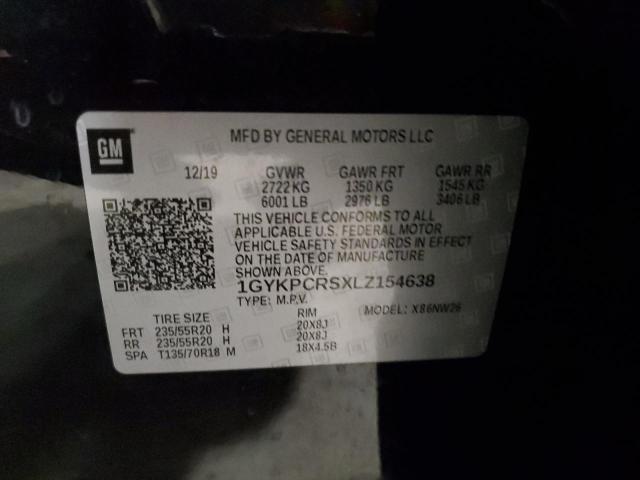 GM
MFD BY GENERAL MOTORS LLC
12/19 GVWR GAWR FRT GAWR RR
2722 KG 1350 KG 1545 KG
6001 LB 2976 LB 3406 LB
THIS VEHICLE CONFORMS TO ALL
APPLICABLE U.S. FEDERAL MOTOR
VEHICLE SAFETY STANDARDS IN EFFECT
ON THE DATE OF MANUFACTURE
SHOWN ABOVE.
1GYKPCRSXLZ154638
TYPE: M.P.V. MODEL: X86NW26
TIRE SIZE RIM
FRT 235/55R20 H 20X8J
RR 235/55R20 H 20X8J
SPA T135/70R18 M 18X4.5B